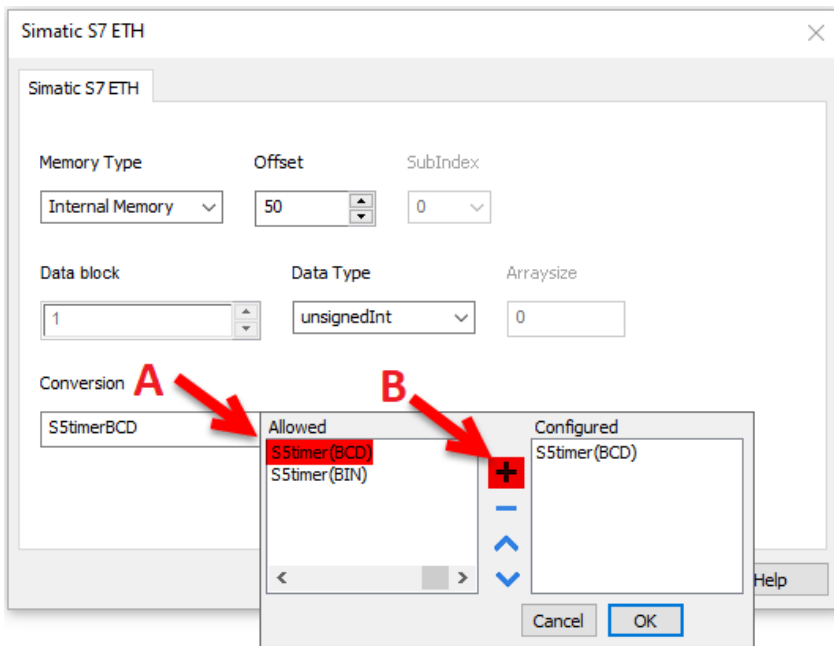 Simatic S7 ETH
Simatic S7 ETH
Memory Type Offset SubIndex
Internal Memory 50 0
Data block Data Type Arraysize
1 unsignedInt 0
Conversion A B
S5timerBCD
Allowed Configured
S5timer(BCD) S5timer(BCD)
S5timer(BIN)
Help
Cancel OK